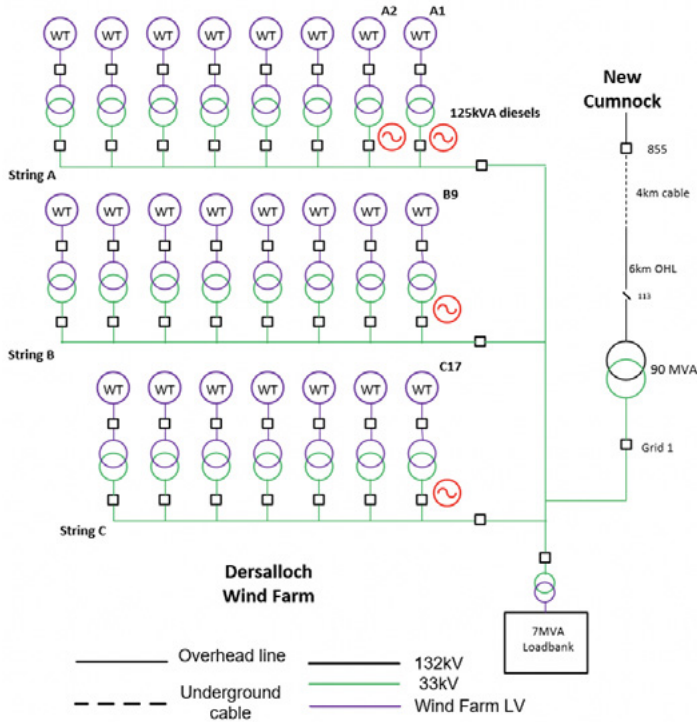 A2
A1
WT WT WT WT WT WT WT WT
New
Cumnock
125kVA diesels
855
String A
4km cable
B9
WT WT WT WT WT WT WT WT
6km OHL
113
String B
90 MVA
C17
WT WT WT WT WT WT WT
Grid 1
String C
Dersalloch
Wind Farm
7MVA
Loadbank
Overhead line
132kV
33kV
Underground
cable
Wind Farm LV